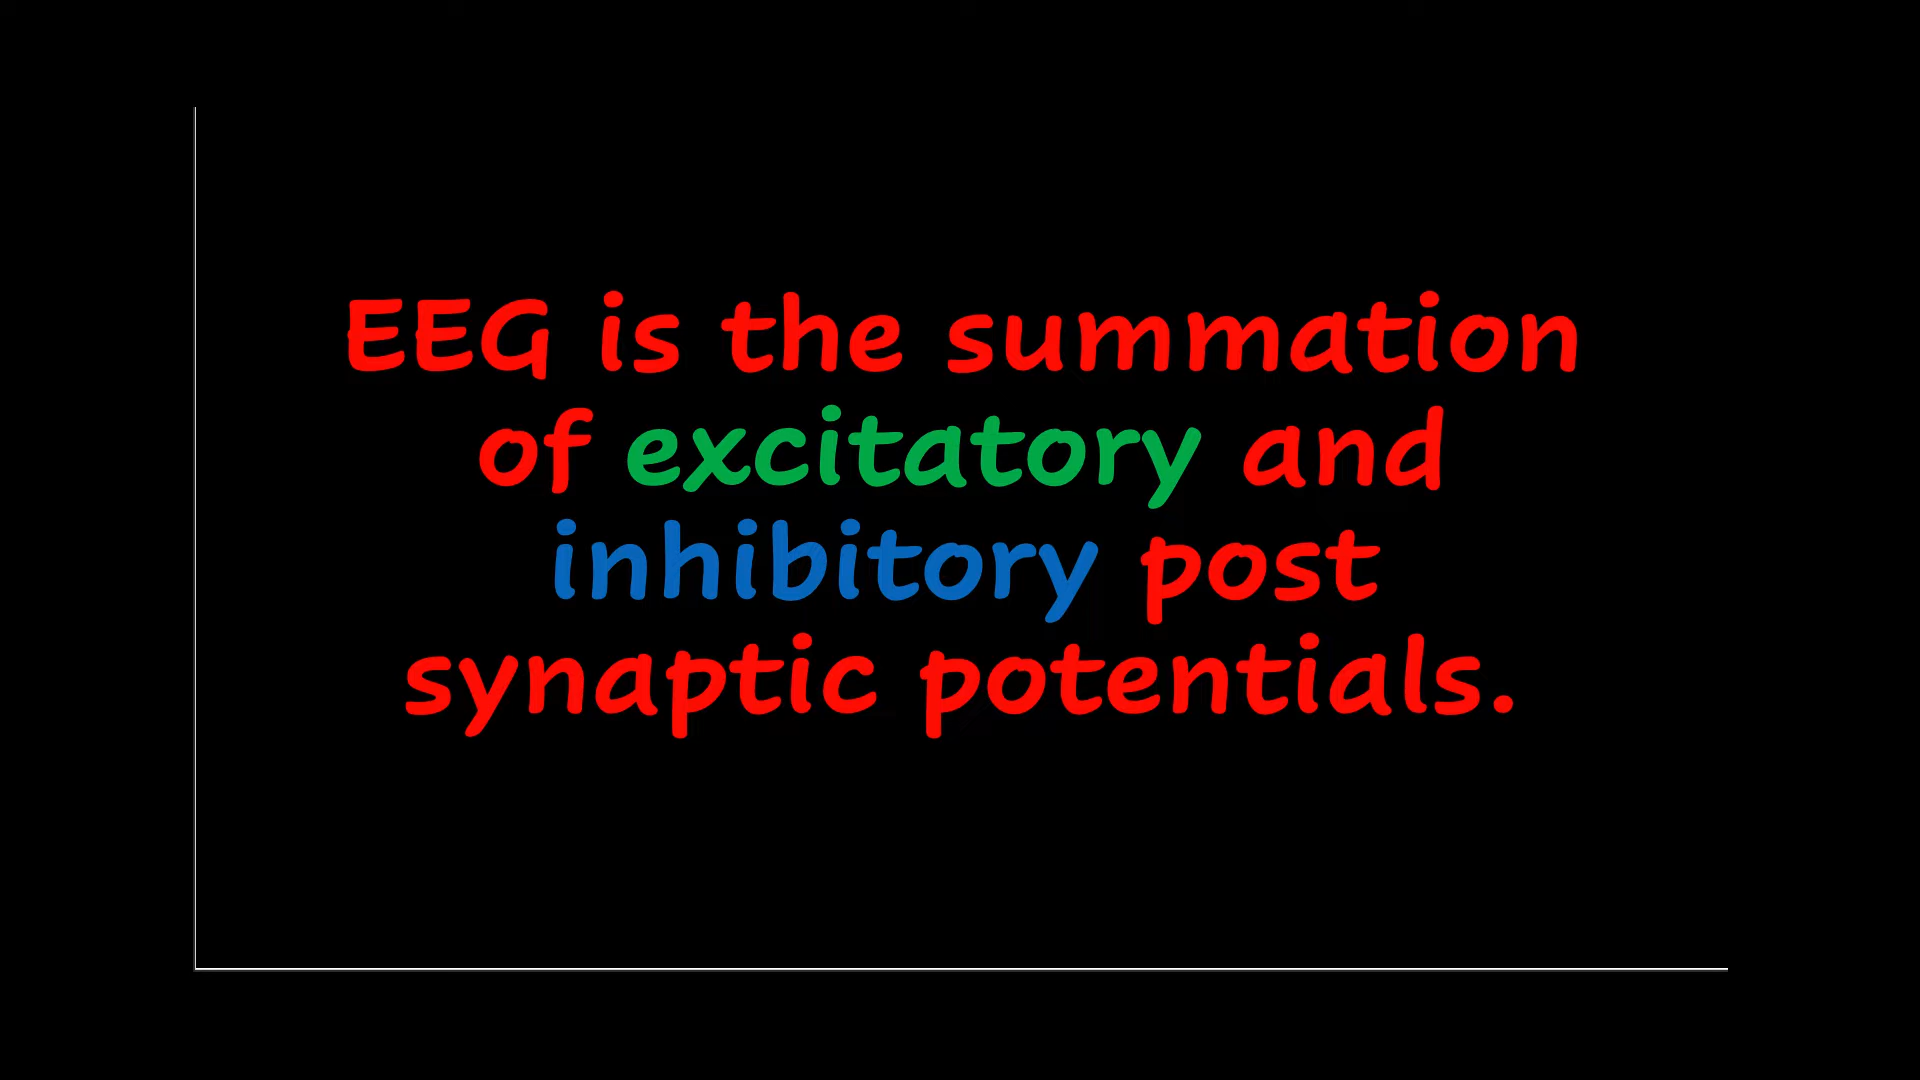 EEG is the summation
of excitatory and
inhibitory post
synaptic potentials.